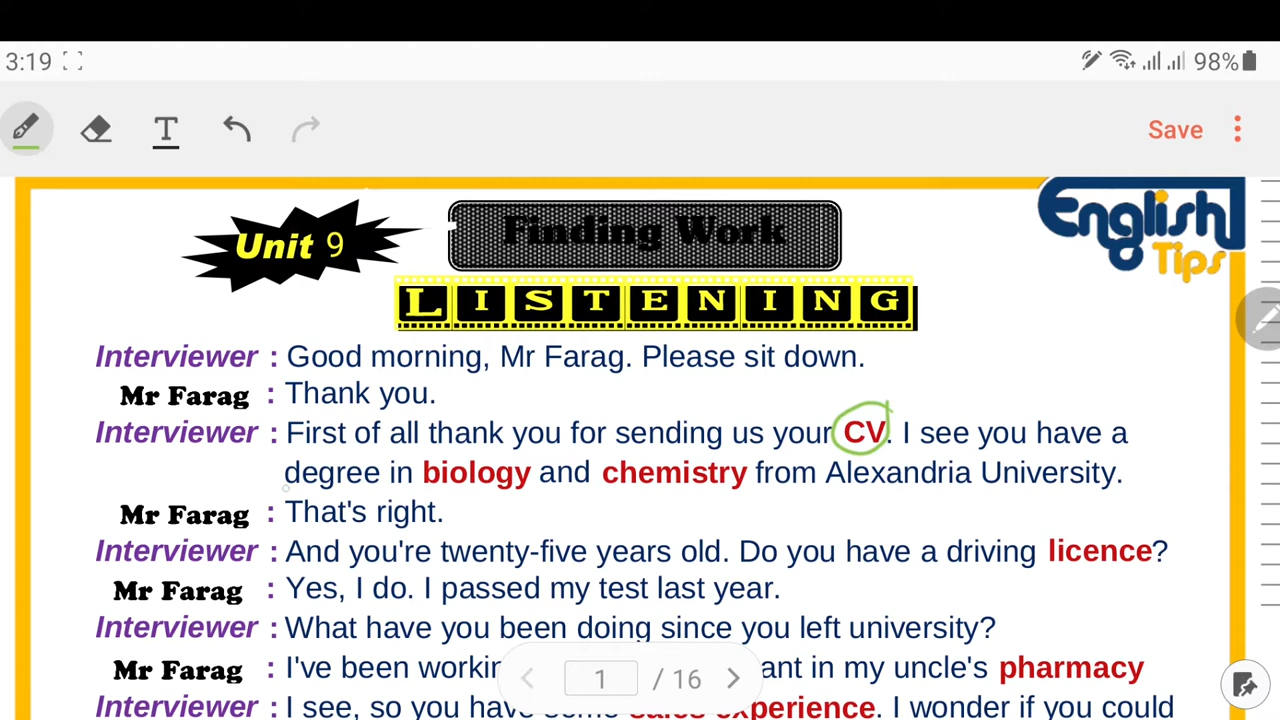 3:19 98%
T Save
Unit 9 Finding Work English Tips
LISTENING
Interviewer : Good morning, Mr Farag. Please sit down.
Mr Farag : Thank you.
Interviewer : First of all thank you for sending us your CV. I see you have a
degree in biology and chemistry from Alexandria University.
Mr Farag : That's right.
Interviewer : And you're twenty-five years old. Do you have a driving licence?
Mr Farag : Yes, I do. I passed my test last year.
Interviewer : What have you been doing since you left university?
Mr Farag : I've been in my uncle's pharmacy
1 / 16
Interviewer : I see, so you have some sales experience. I wonder if you could